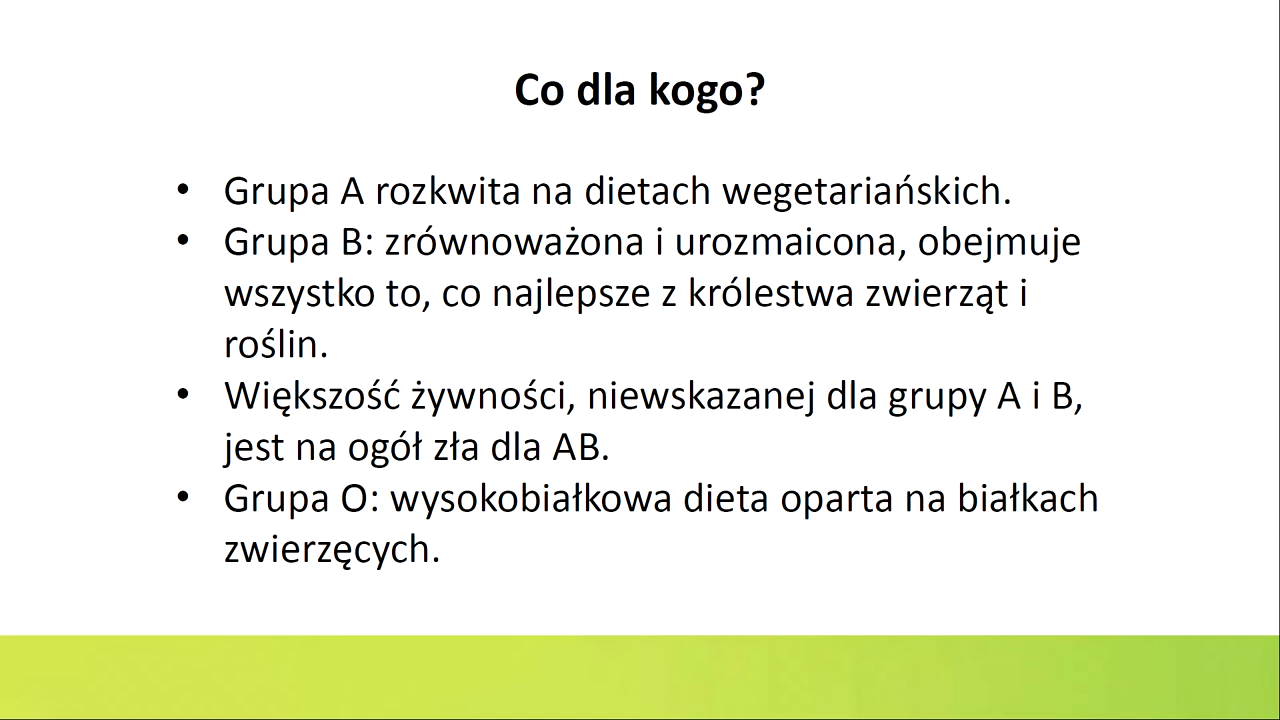 Co dla kogo?
• Grupa A rozkwita na dietach wegetariańskich.
• Grupa B: zrównoważona i urozmaicona, obejmuje
wszystko to, co najlepsze z królestwa zwierząt i
roślin.
• Większość żywności, niewskazanej dla grupy A i B,
jest na ogół zła dla AB.
• Grupa O: wysokobiałkowa dieta oparta na białkach
zwierzęcych.